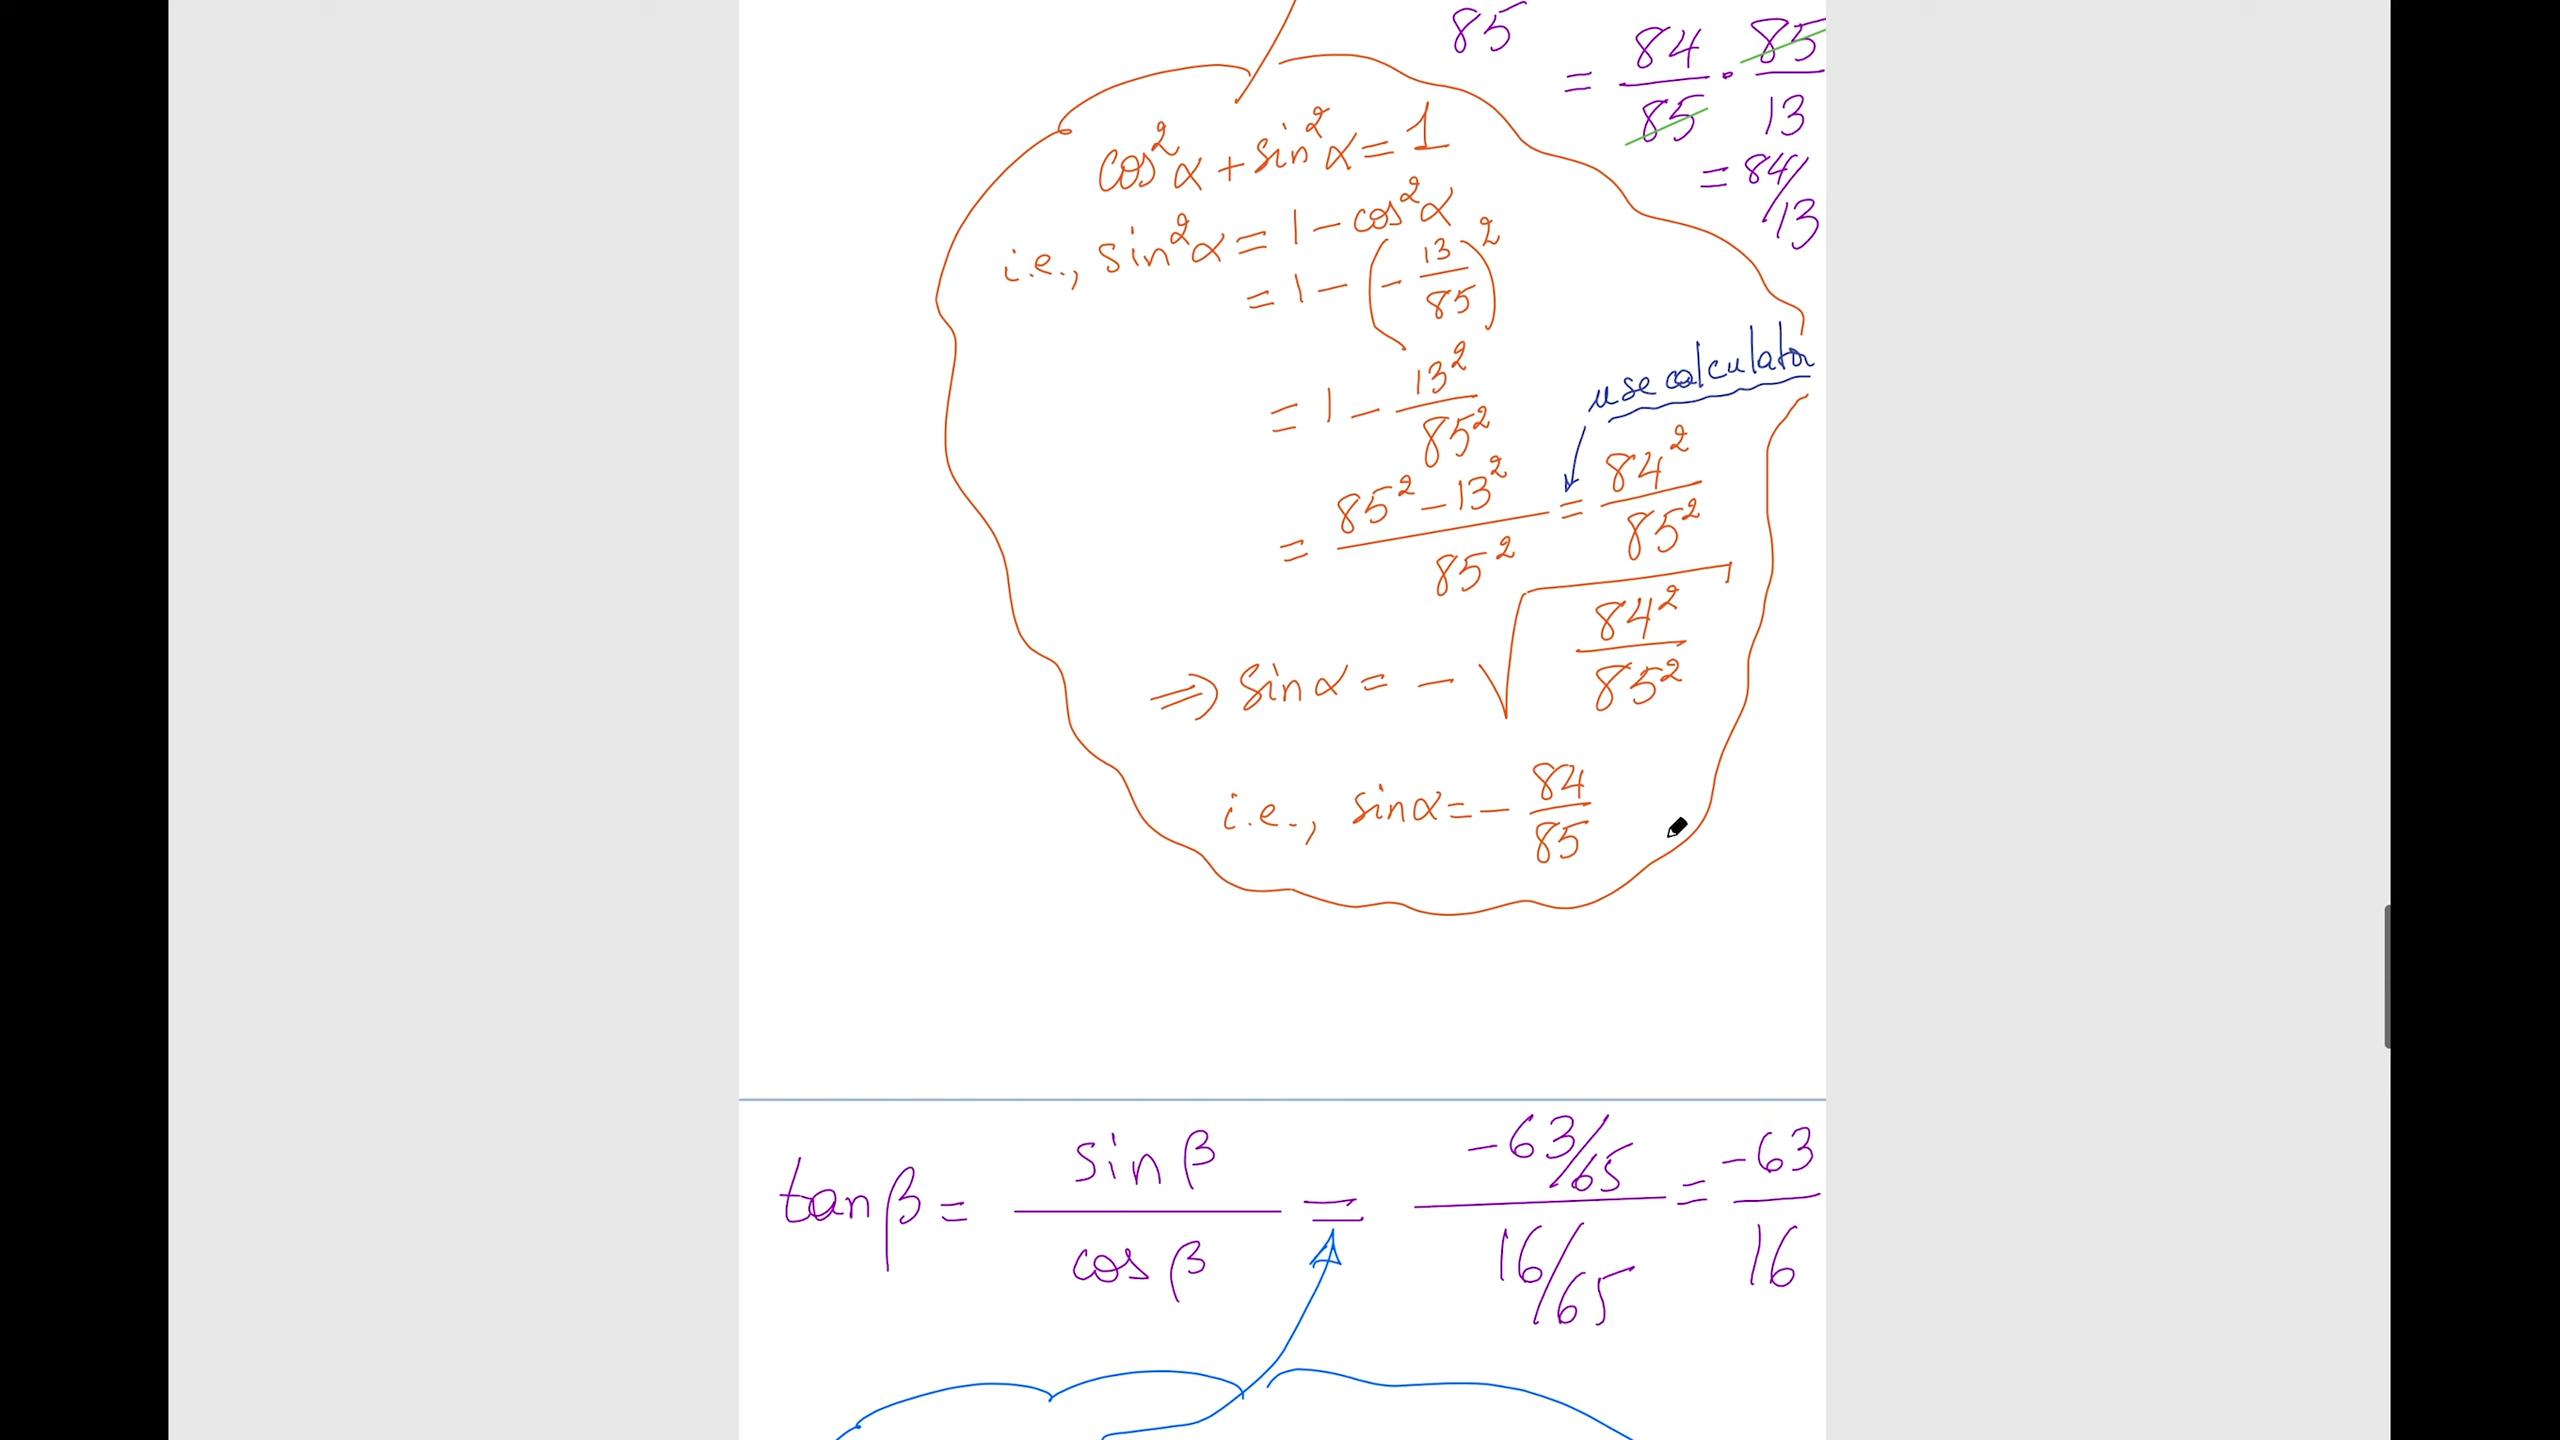 85
= 84/85 · 85/13
= 84/13
cos²α + sin²α = 1
i.e., sin²α = 1 - cos²α
= 1 - (-13/85)²
= 1 - 13²/85²
use calculator
= (85² - 13²)/85² = 84²/85²
⇒ sinα = -√(84²/85²)
i.e., sinα = -84/85
tanβ = sinβ/cosβ = (-63/65)/(16/65) = -63/16